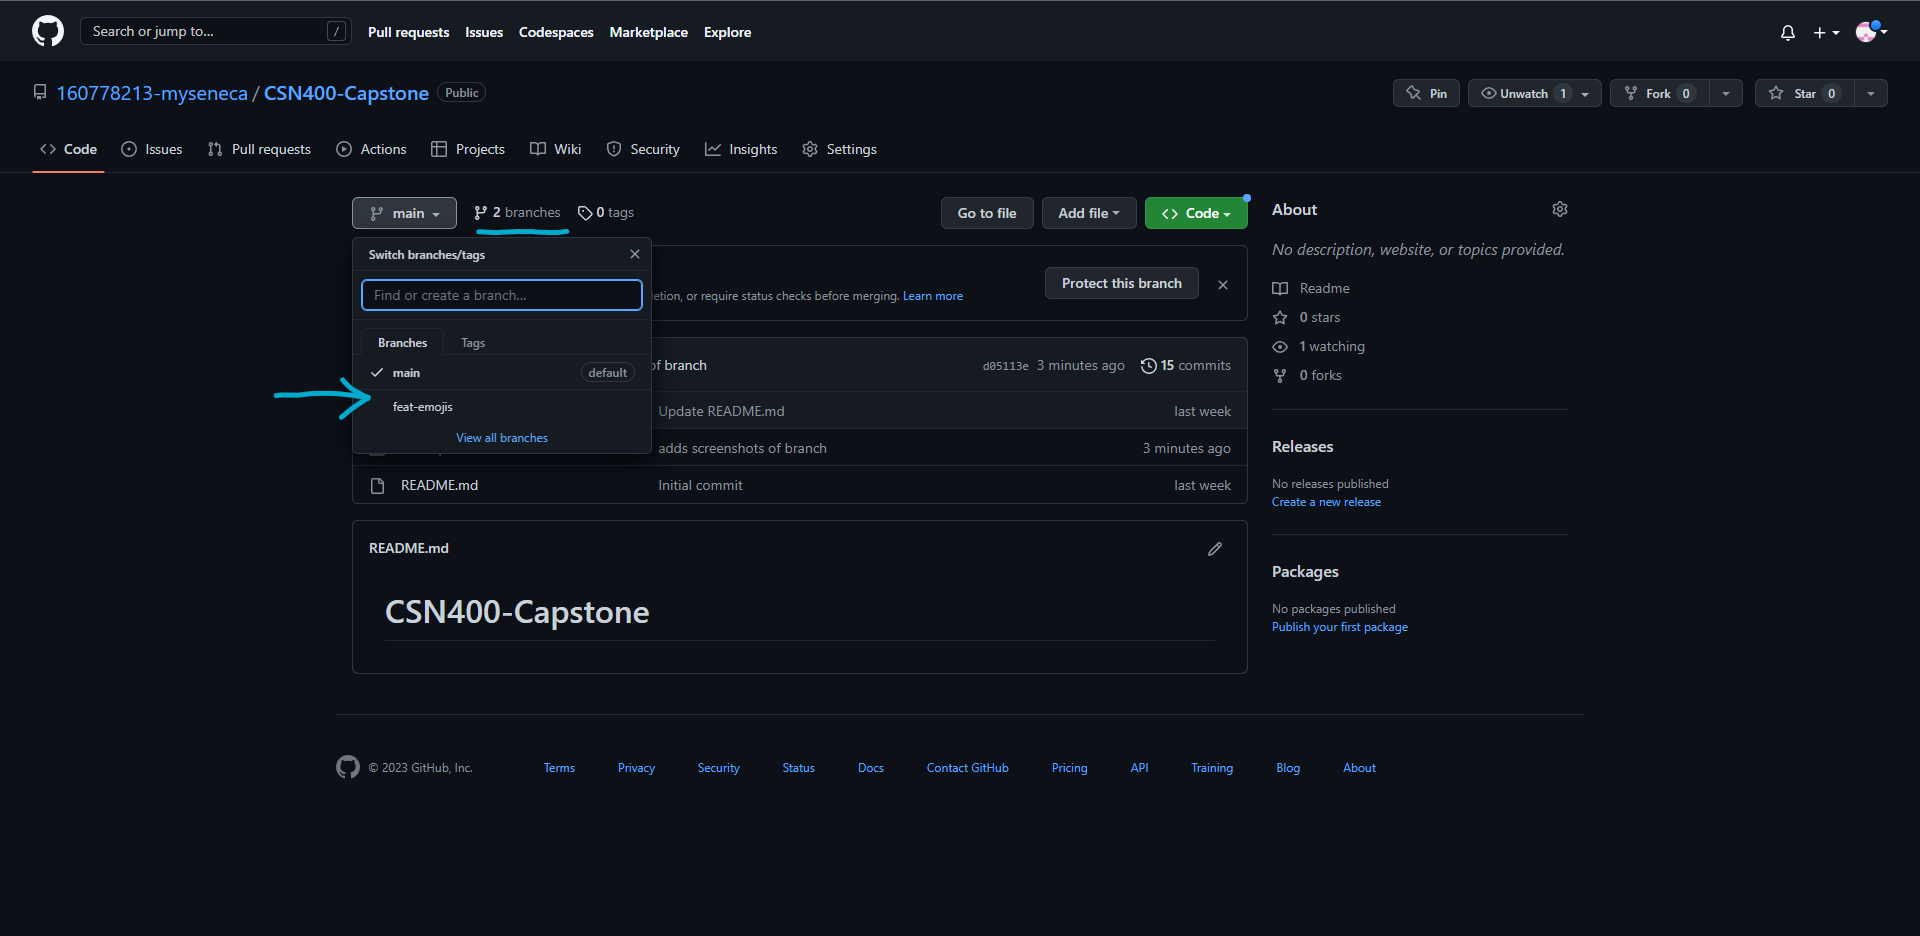 Search or jump to... /
Pull requests Issues Codespaces Marketplace Explore
160778213-myseneca / CSN400-Capstone Public
Pin Unwatch 1 Fork 0 Star 0
Code Issues Pull requests Actions Projects Wiki Security Insights Settings
main 2 branches 0 tags
Go to file Add file Code
Switch branches/tags
Find or create a branch...
Branches Tags
main default
feat-emojis
View all branches
or require status checks before merging. Learn more
Protect this branch
of branch d05113e 3 minutes ago 15 commits
Update README.md last week
adds screenshots of branch 3 minutes ago
README.md Initial commit last week
README.md
CSN400-Capstone
About
No description, website, or topics provided.
Readme
0 stars
1 watching
0 forks
Releases
No releases published
Create a new release
Packages
No packages published
Publish your first package
© 2023 GitHub, Inc. Terms Privacy Security Status Docs Contact GitHub Pricing API Training Blog About